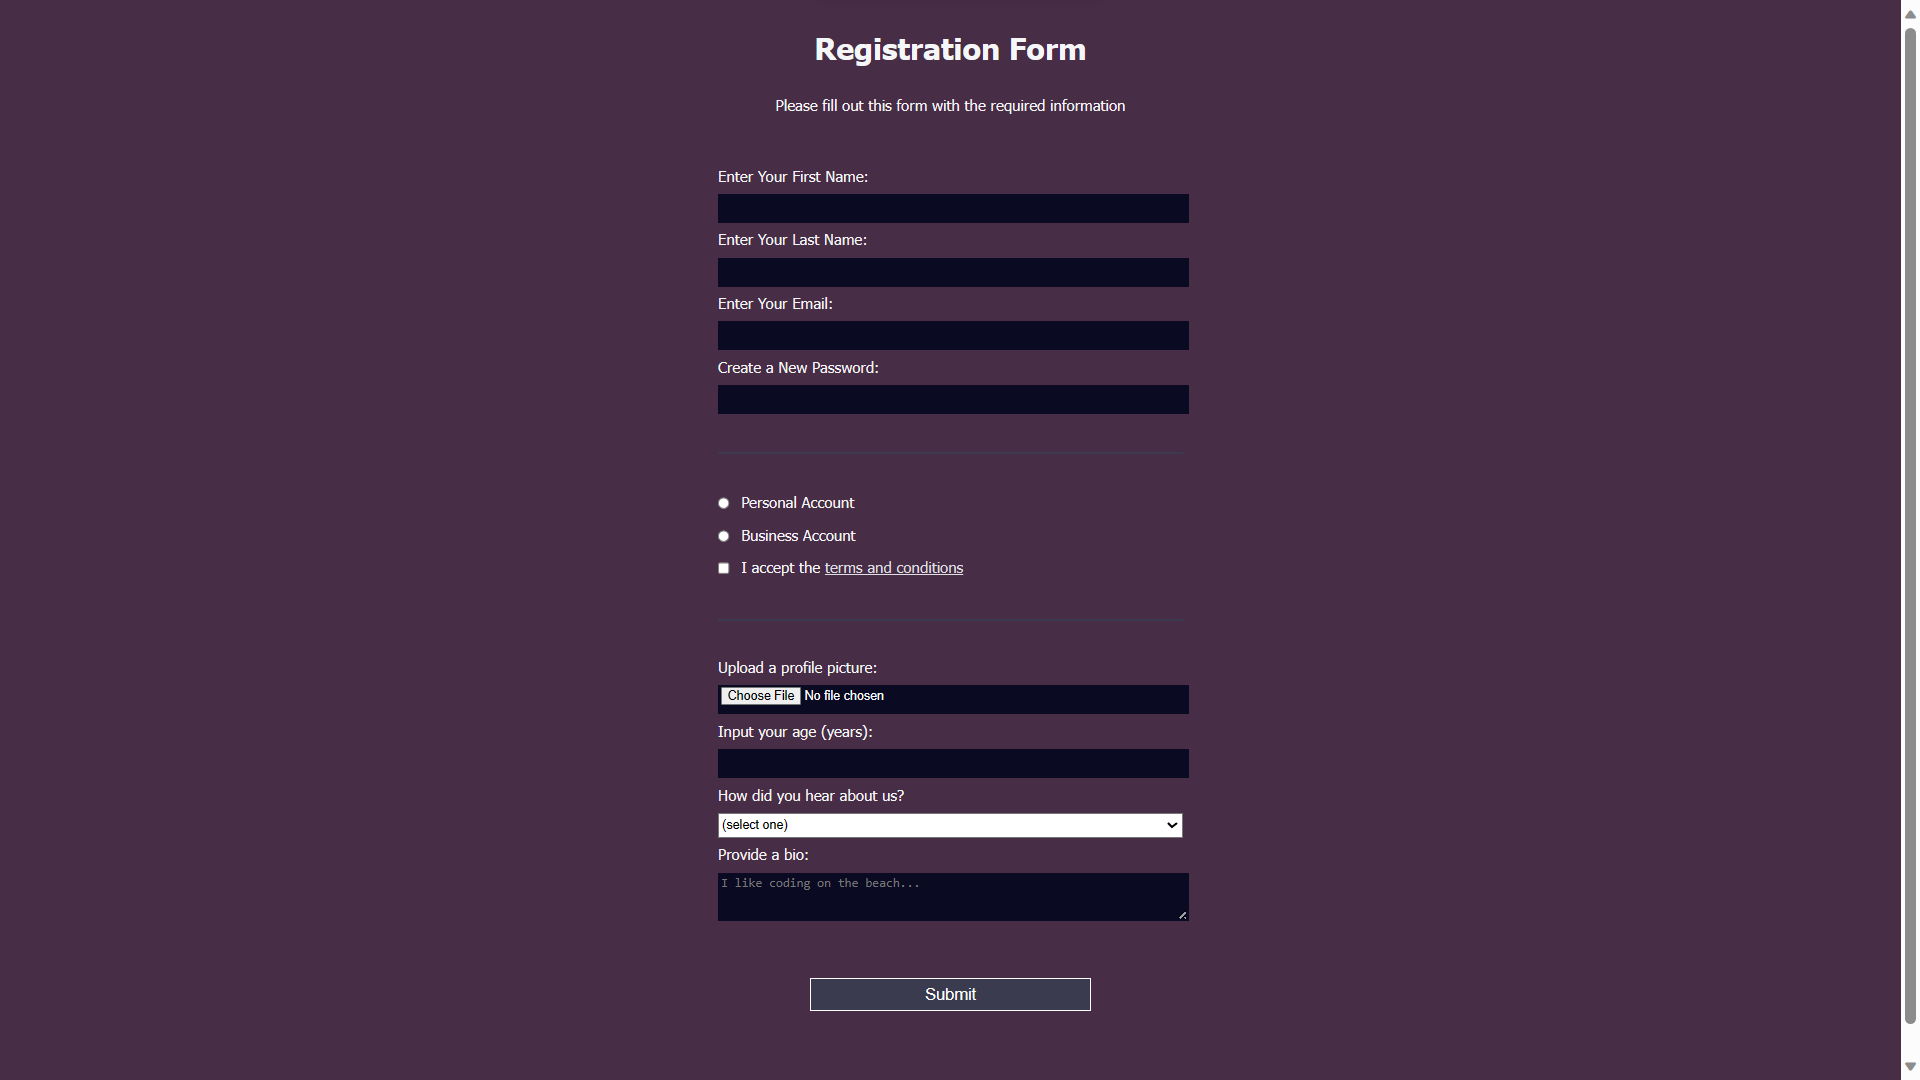 Registration Form
Please fill out this form with the required information
Enter Your First Name:
Enter Your Last Name:
Enter Your Email:
Create a New Password:
Personal Account
Business Account
I accept the terms and conditions
Upload a profile picture:
Choose File No file chosen
Input your age (years):
How did you hear about us?
(select one)
Provide a bio:
I like coding on the beach...
Submit